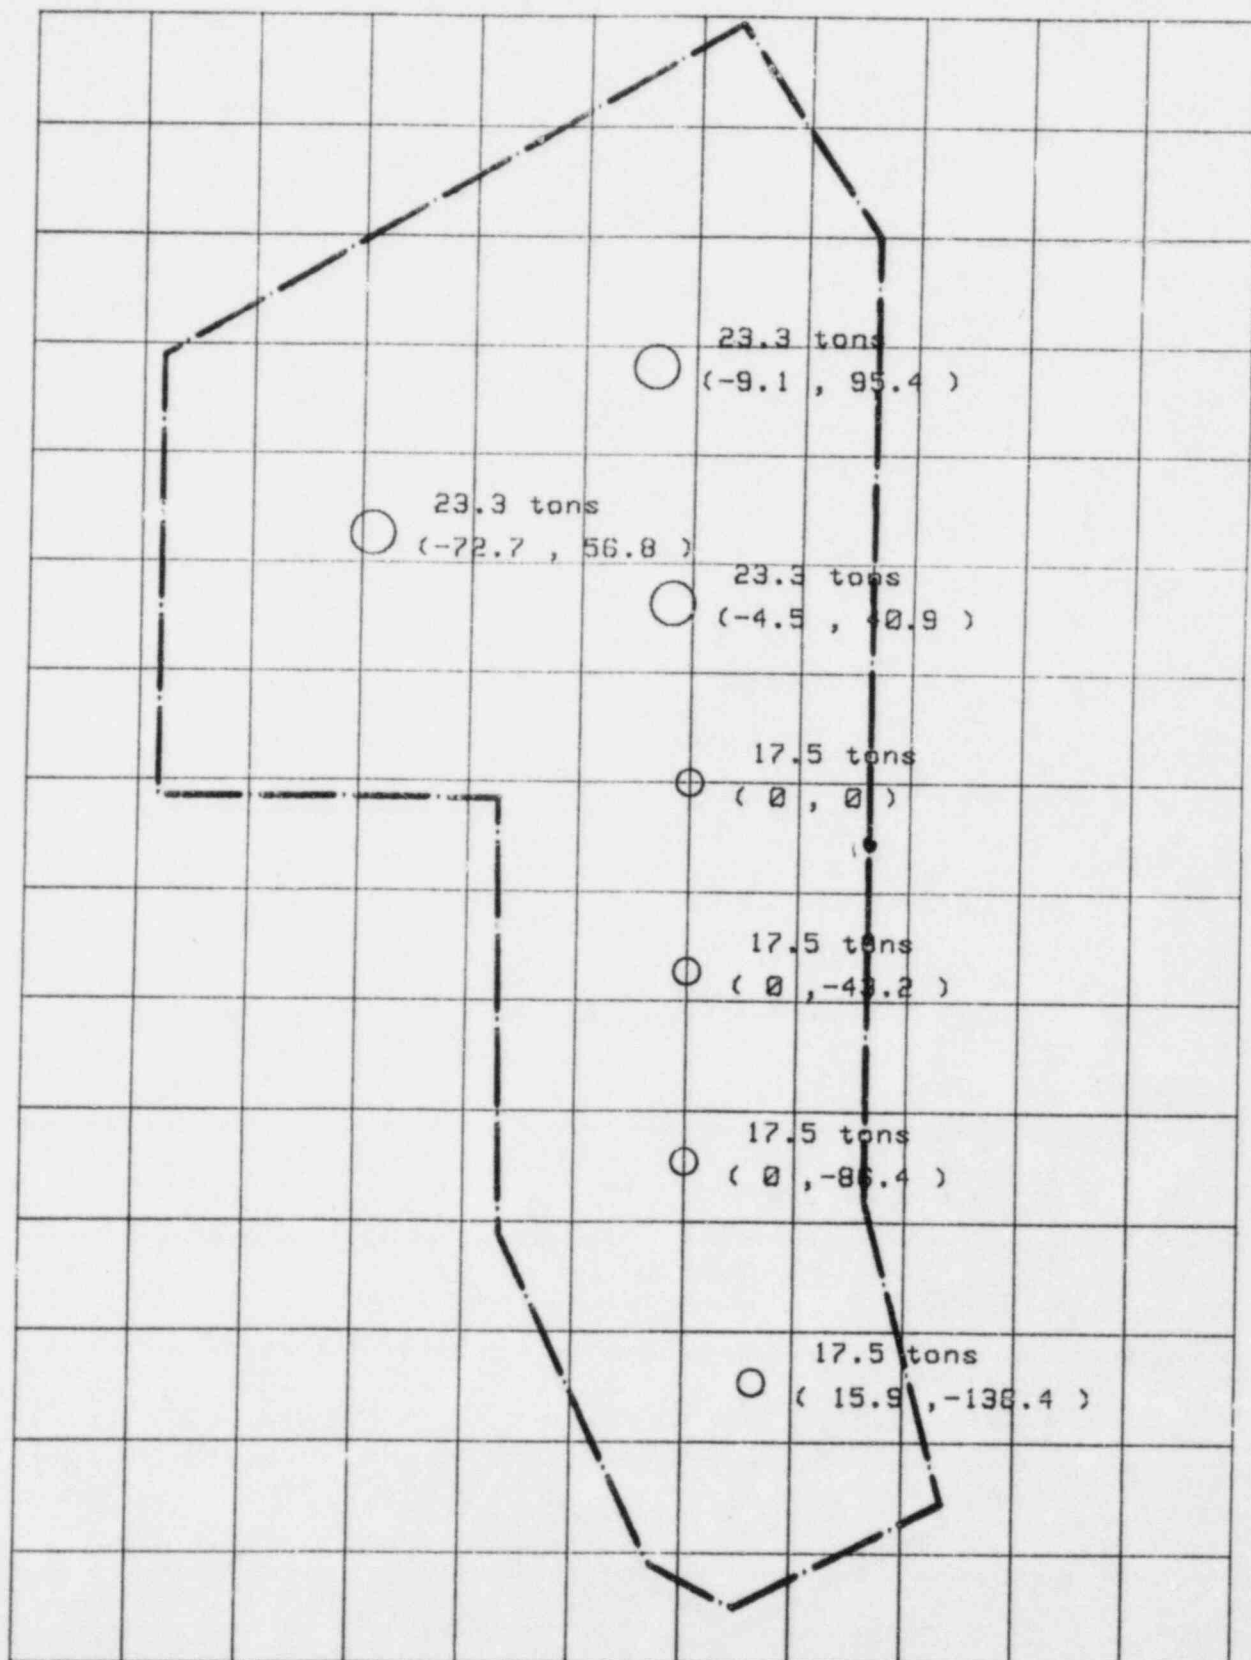 23.3 tons
(-9.1 , 95.4 )
23.3 tons
(-72.7 , 56.8 )
23.3 tons
(-4.5 , 40.9 )
17.5 tons
( 0 , 0 )
17.5 tons
( 0 ,-43.2 )
17.5 tons
( 0 ,-86.4 )
17.5 tons
( 15.9 , )